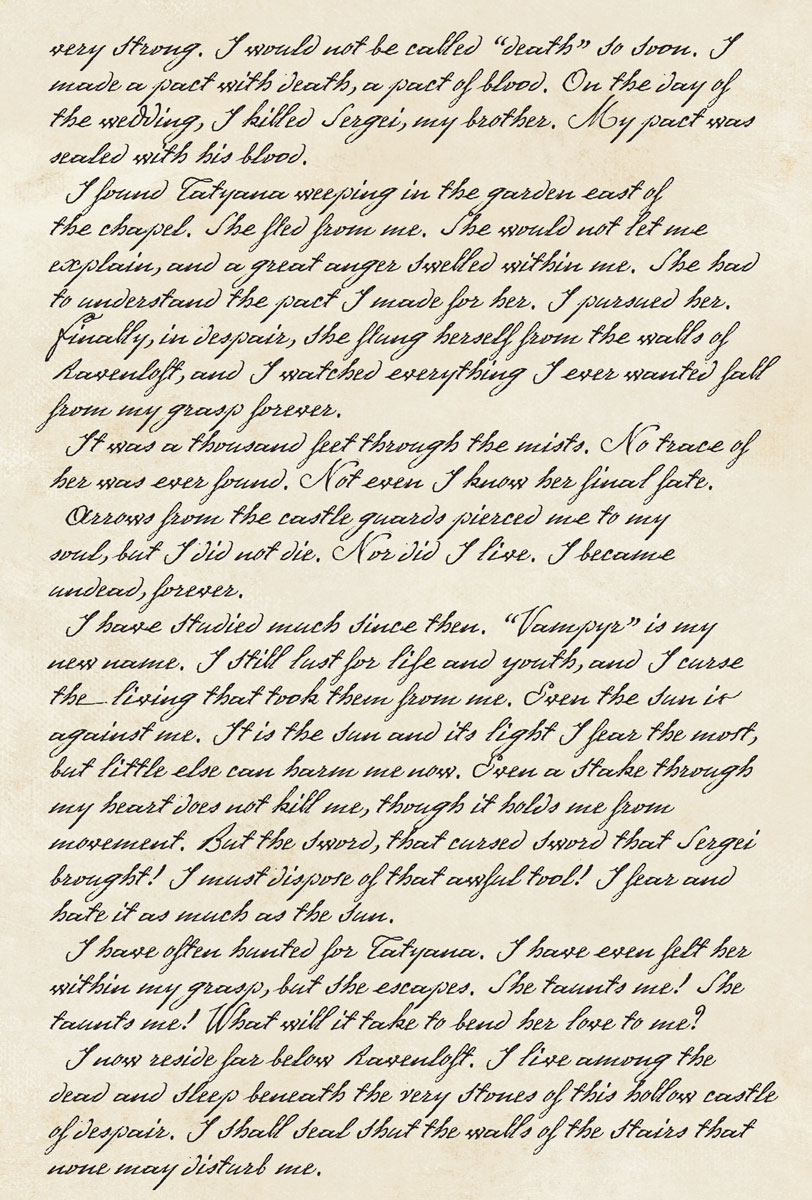 very strong. I would not be called “death” so soon. I
made a pact with death, a pact of blood. On the day of
the wedding, I killed Sergei, my brother. My pact was
sealed with his blood.
I found Tatyana weeping in the garden east of
the chapel. She fled from me. She would not let me
explain, and a great anger swelled within me. She had
to understand the pact I made for her. I pursued her.
Finally, in despair, she flung herself from the walls of
Ravenloft, and I watched everything I ever wanted fall
from my grasp forever.
It was a thousand feet through the mists. No trace of
her was ever found. Not even I know her final fate.
Arrows from the castle guards pierced me to my
soul, but I did not die. Nor did I live. I became
undead, forever.
I have studied much since then. “Vampyr” is my
new name. I still lust for life and youth, and I curse
the living that took them from me. Even the sun is
against me. It is the sun and its light I fear the most,
but little else can harm me now. Even a stake through
my heart does not kill me, though it holds me from
movement. But the sword, that cursed sword that Sergei
brought! I must dispose of that awful tool! I fear and
hate it as much as the sun.
I have often hunted for Tatyana. I have even felt her
within my grasp, but she escapes. She taunts me! She
taunts me! What will it take to bend her love to me?
I now reside far below Ravenloft. I live among the
dead and sleep beneath the very stones of this hollow castle
of despair. I shall seal shut the walls of the stairs that
none may disturb me.